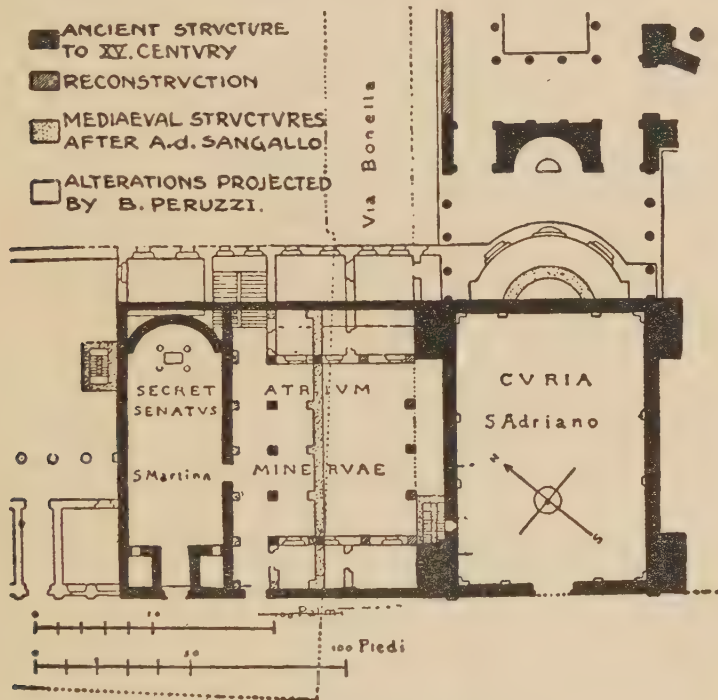 ANCIENT STRVCTVRE
TO XV. CENTVRY
RECONSTRVCTION
MEDIAEVAL STRVCTVRES
AFTER A.d. SANGALLO
ALTERATIONS PROJECTED
BY B. PERUZZI.
Via Bonella
SECRET
SENATVS
S Martina
ATRIVM
MINERVAE
CVRIA
S Adriano
N
S
Palmi
100 Piedi